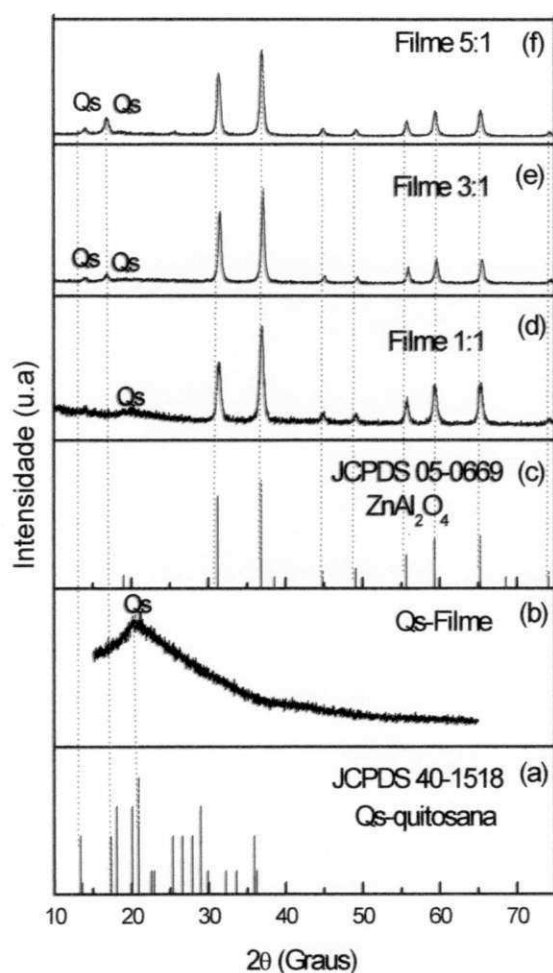 Filme 5:1 (f)
Qs Qs
Filme 3:1 (e)
Qs Qs
Filme 1:1 (d)
Qs
JCPDS 05-0669 (c)
ZnAl₂O₄
Qs
Qs-Filme (b)
JCPDS 40-1518 (a)
Qs-quitosana
Intensidade (u.a)
10 20 30 40 50 60 70
2θ (Graus)